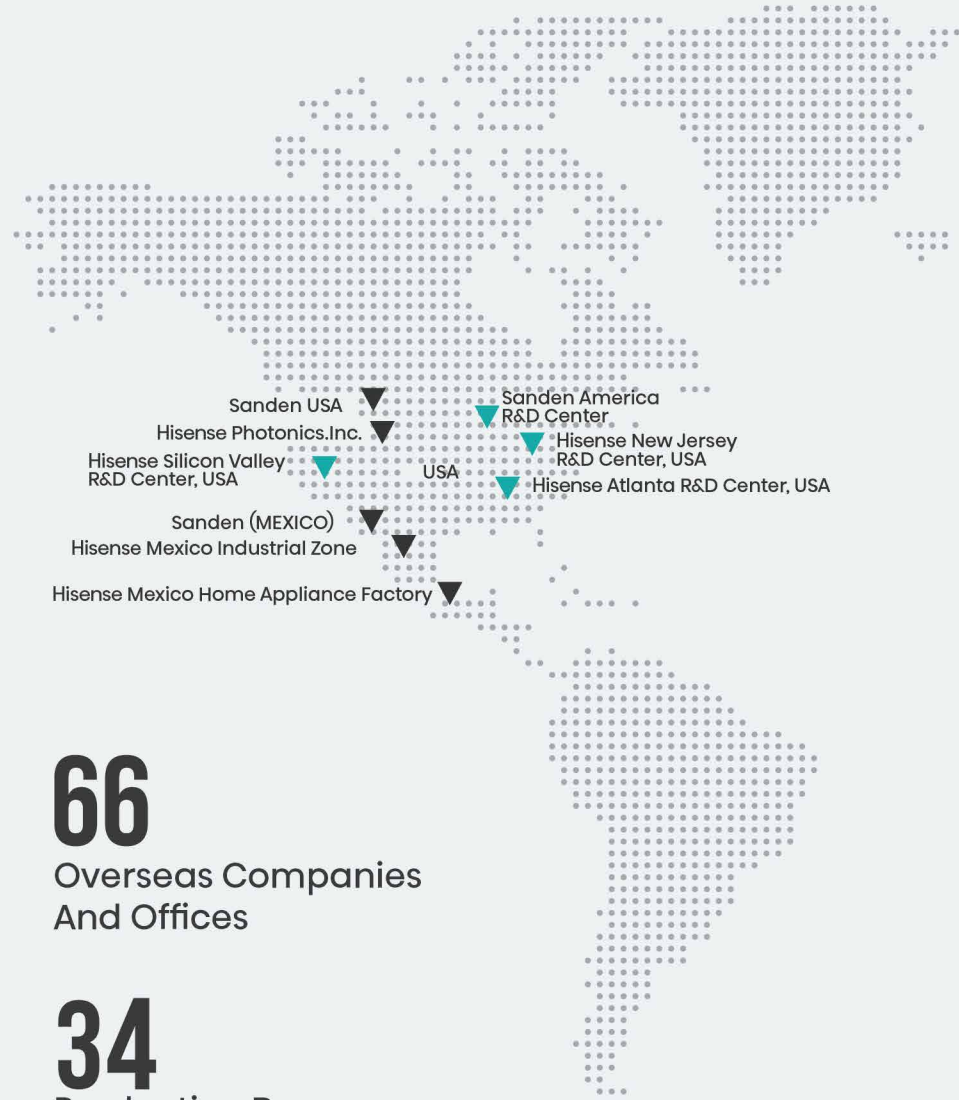 Sanden America
R&D Center
Sanden USA
Hisense Photonics.Inc.
Hisense New Jersey
R&D Center, USA
Hisense Silicon Valley
R&D Center, USA
USA
Hisense Atlanta R&D Center, USA
Sanden (MEXICO)
Hisense Mexico Industrial Zone
Hisense Mexico Home Appliance Factory
66
Overseas Companies
And Offices
34